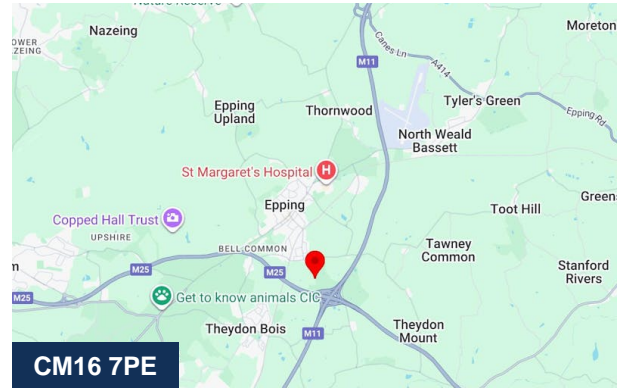 Nature Reserve
Nazeing
Moreton
OWER
ZEING
Canes Ln
M11
A414
Epping
Upland
Thornwood
Tyler's Green
Epping Rd
North Weald
Bassett
St Margaret's Hospital
H
Epping
Copped Hall Trust
UPSHIRE
Toot Hill
Greens
BELL COMMON
Tawney
Common
M25
M25
Stanford
Rivers
m
M25
Get to know animals CIC
Theydon Bois
M11
Theydon
Mount
CM16 7PE